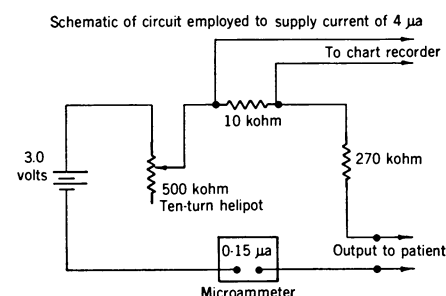 Schematic of circuit employed to supply current of 4 μa
To chart recorder
10 kohm
3.0
volts
270 kohm
500 kohm
Ten-turn helipot
0-15 μa
Output to patient
Microammeter